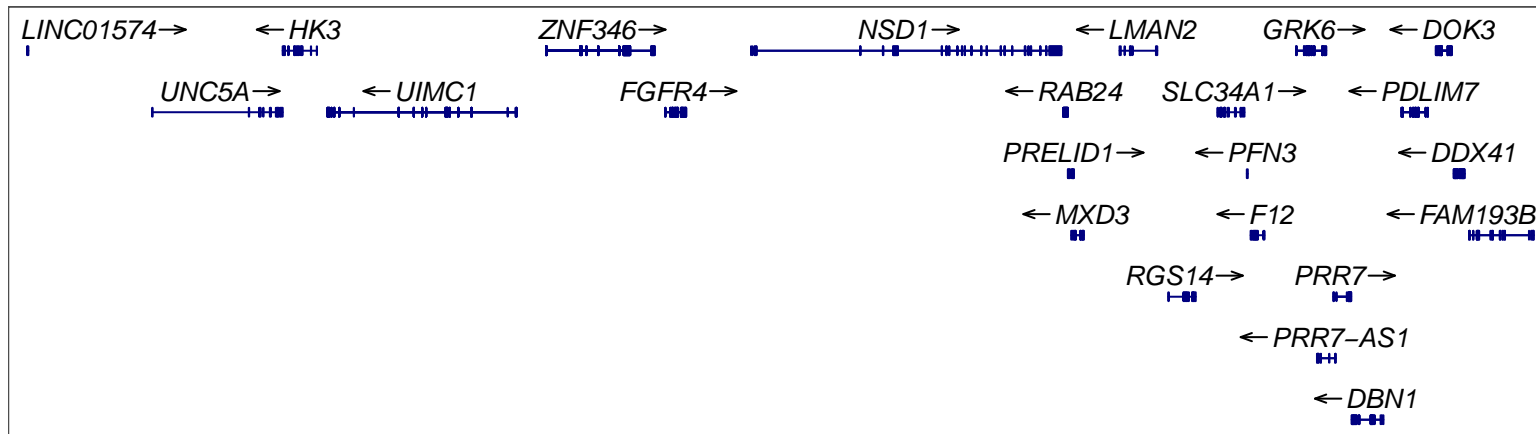 LINC01574→ ←HK3 ZNF346→ NSD1→ ←LMAN2 GRK6→ ←DOK3
UNC5A→ ←UIMC1 FGFR4→ ←RAB24 SLC34A1→ ←PDLIM7
PRELID1→ ←PFN3 ←DDX41
←MXD3 ←F12 ←FAM193B
RGS14→ PRR7→
←PRR7−AS1
←DBN1